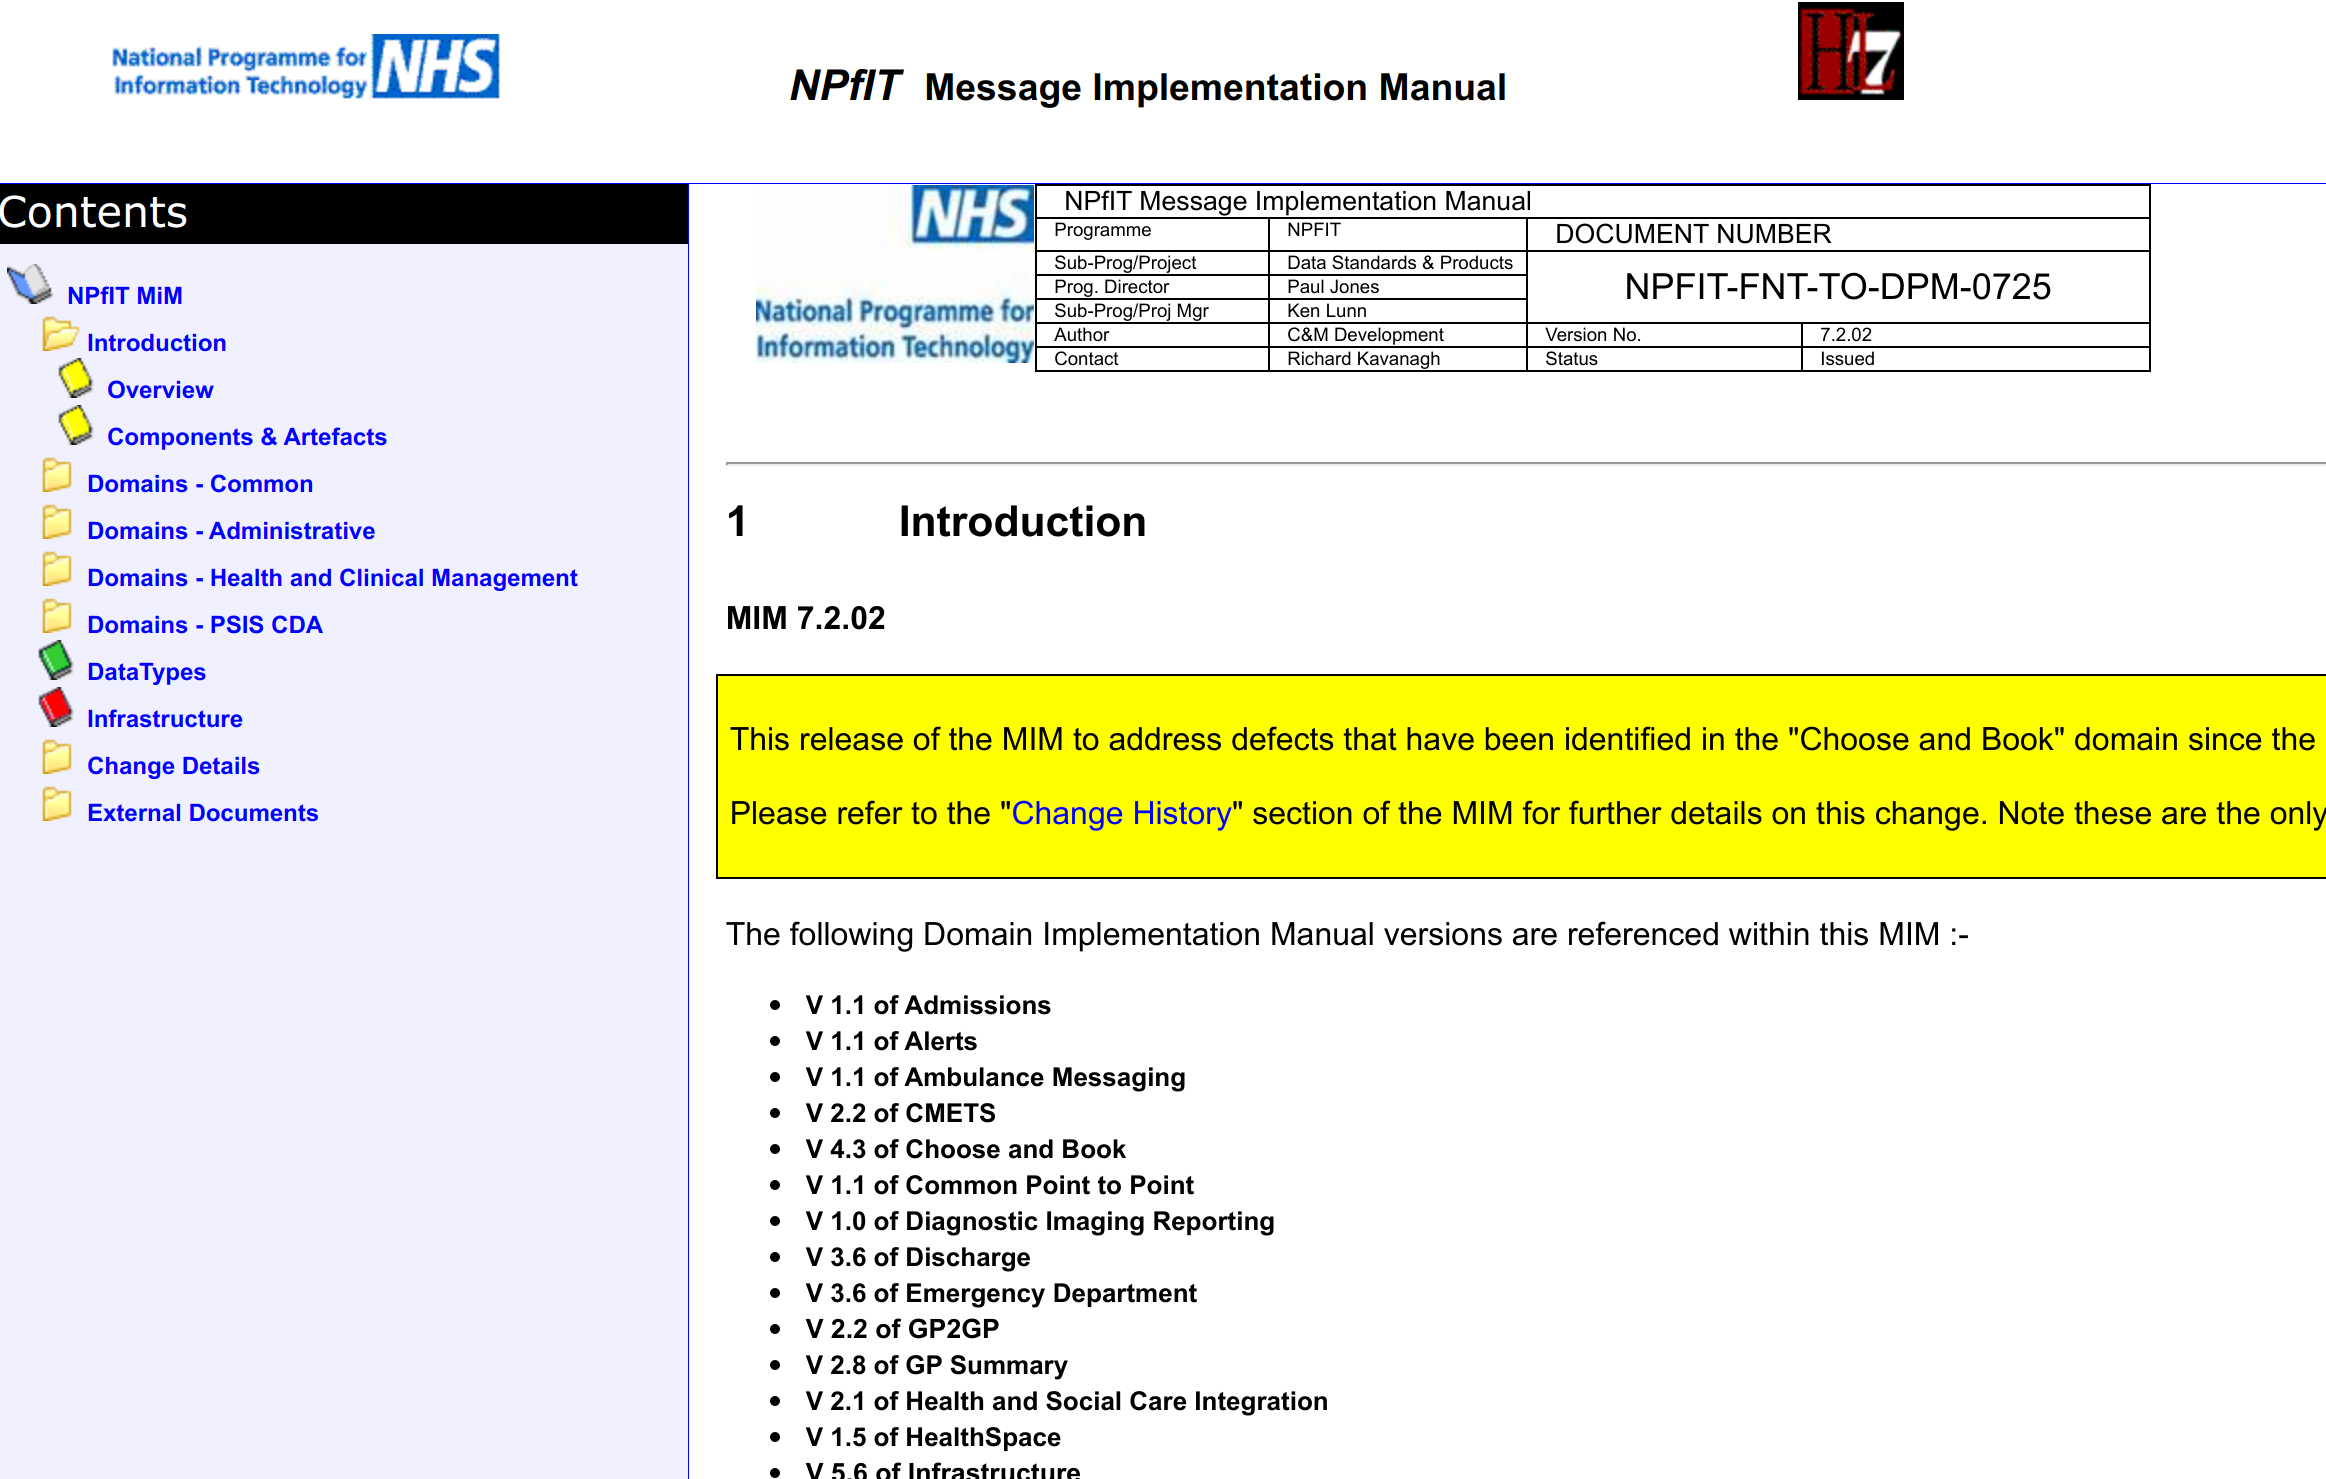 National Programme for
Information Technology NHS
NPfIT Message Implementation Manual
HL7
Contents
NPfIT MiM
Introduction
Overview
Components & Artefacts
Domains - Common
Domains - Administrative
Domains - Health and Clinical Management
Domains - PSIS CDA
DataTypes
Infrastructure
Change Details
External Documents
NHS
National Programme for
Information Technology
NPfIT Message Implementation Manual
Programme NPFIT DOCUMENT NUMBER
Sub-Prog/Project Data Standards & Products
Prog. Director Paul Jones NPFIT-FNT-TO-DPM-0725
Sub-Prog/Proj Mgr Ken Lunn
Author C&M Development Version No. 7.2.02
Contact Richard Kavanagh Status Issued
1 Introduction
MIM 7.2.02
This release of the MIM to address defects that have been identified in the "Choose and Book" domain since the
Please refer to the "Change History" section of the MIM for further details on this change. Note these are the only
The following Domain Implementation Manual versions are referenced within this MIM :-
• V 1.1 of Admissions
• V 1.1 of Alerts
• V 1.1 of Ambulance Messaging
• V 2.2 of CMETS
• V 4.3 of Choose and Book
• V 1.1 of Common Point to Point
• V 1.0 of Diagnostic Imaging Reporting
• V 3.6 of Discharge
• V 3.6 of Emergency Department
• V 2.2 of GP2GP
• V 2.8 of GP Summary
• V 2.1 of Health and Social Care Integration
• V 1.5 of HealthSpace
• V 5.6 of Infrastructure